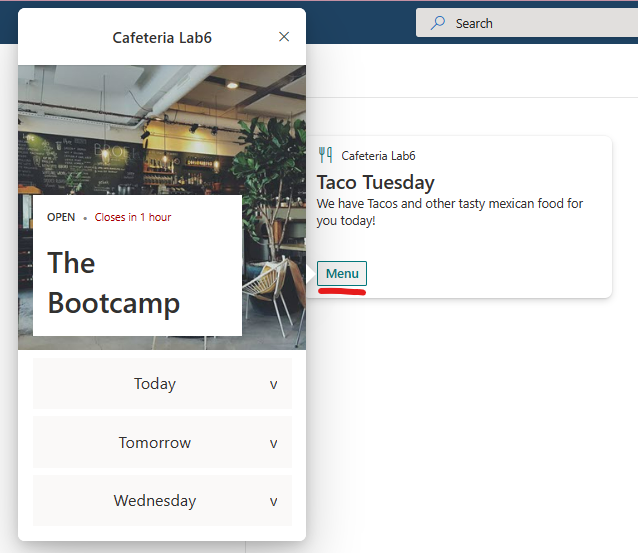 Cafeteria Lab6
OPEN • Closes in 1 hour
The
Bootcamp
Today
Tomorrow
Wednesday
Search
Cafeteria Lab6
Taco Tuesday
We have Tacos and other tasty mexican food for
you today!
Menu